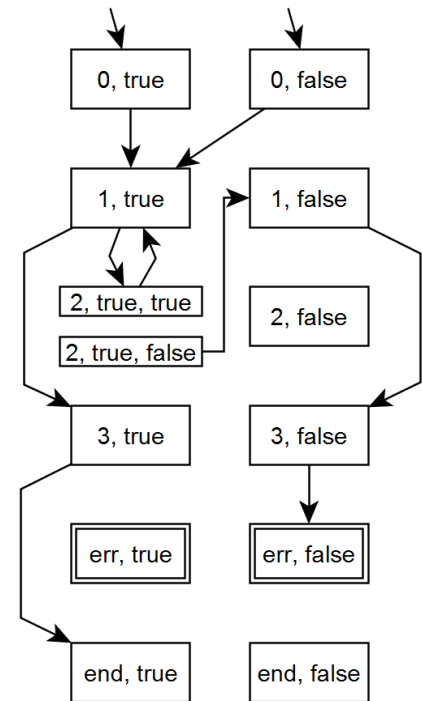 0, true
0, false
1, true
1, false
2, true, true
2, false
2, true, false
3, true
3, false
err, true
err, false
end, true
end, false